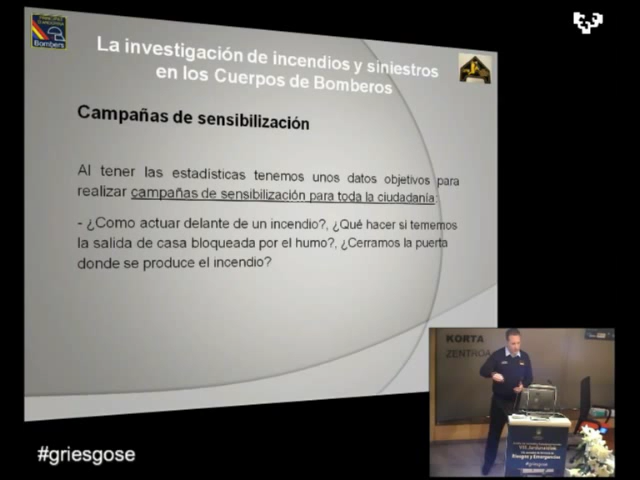 Bombers
La investigación de incendios y siniestros
en los Cuerpos de Bomberos
Campañas de sensibilización
Al tener las estadísticas tenemos unos datos objetivos para
realizar campañas de sensibilización para toda la ciudadanía:
- ¿Como actuar delante de un incendio?, ¿Qué hacer si tememos
la salida de casa bloqueada por el humo?, ¿Cerramos la puerta
donde se produce el incendio?
KORTA
ZENTROA
Riesgos y Emergencias
#griesgose
#griesgose